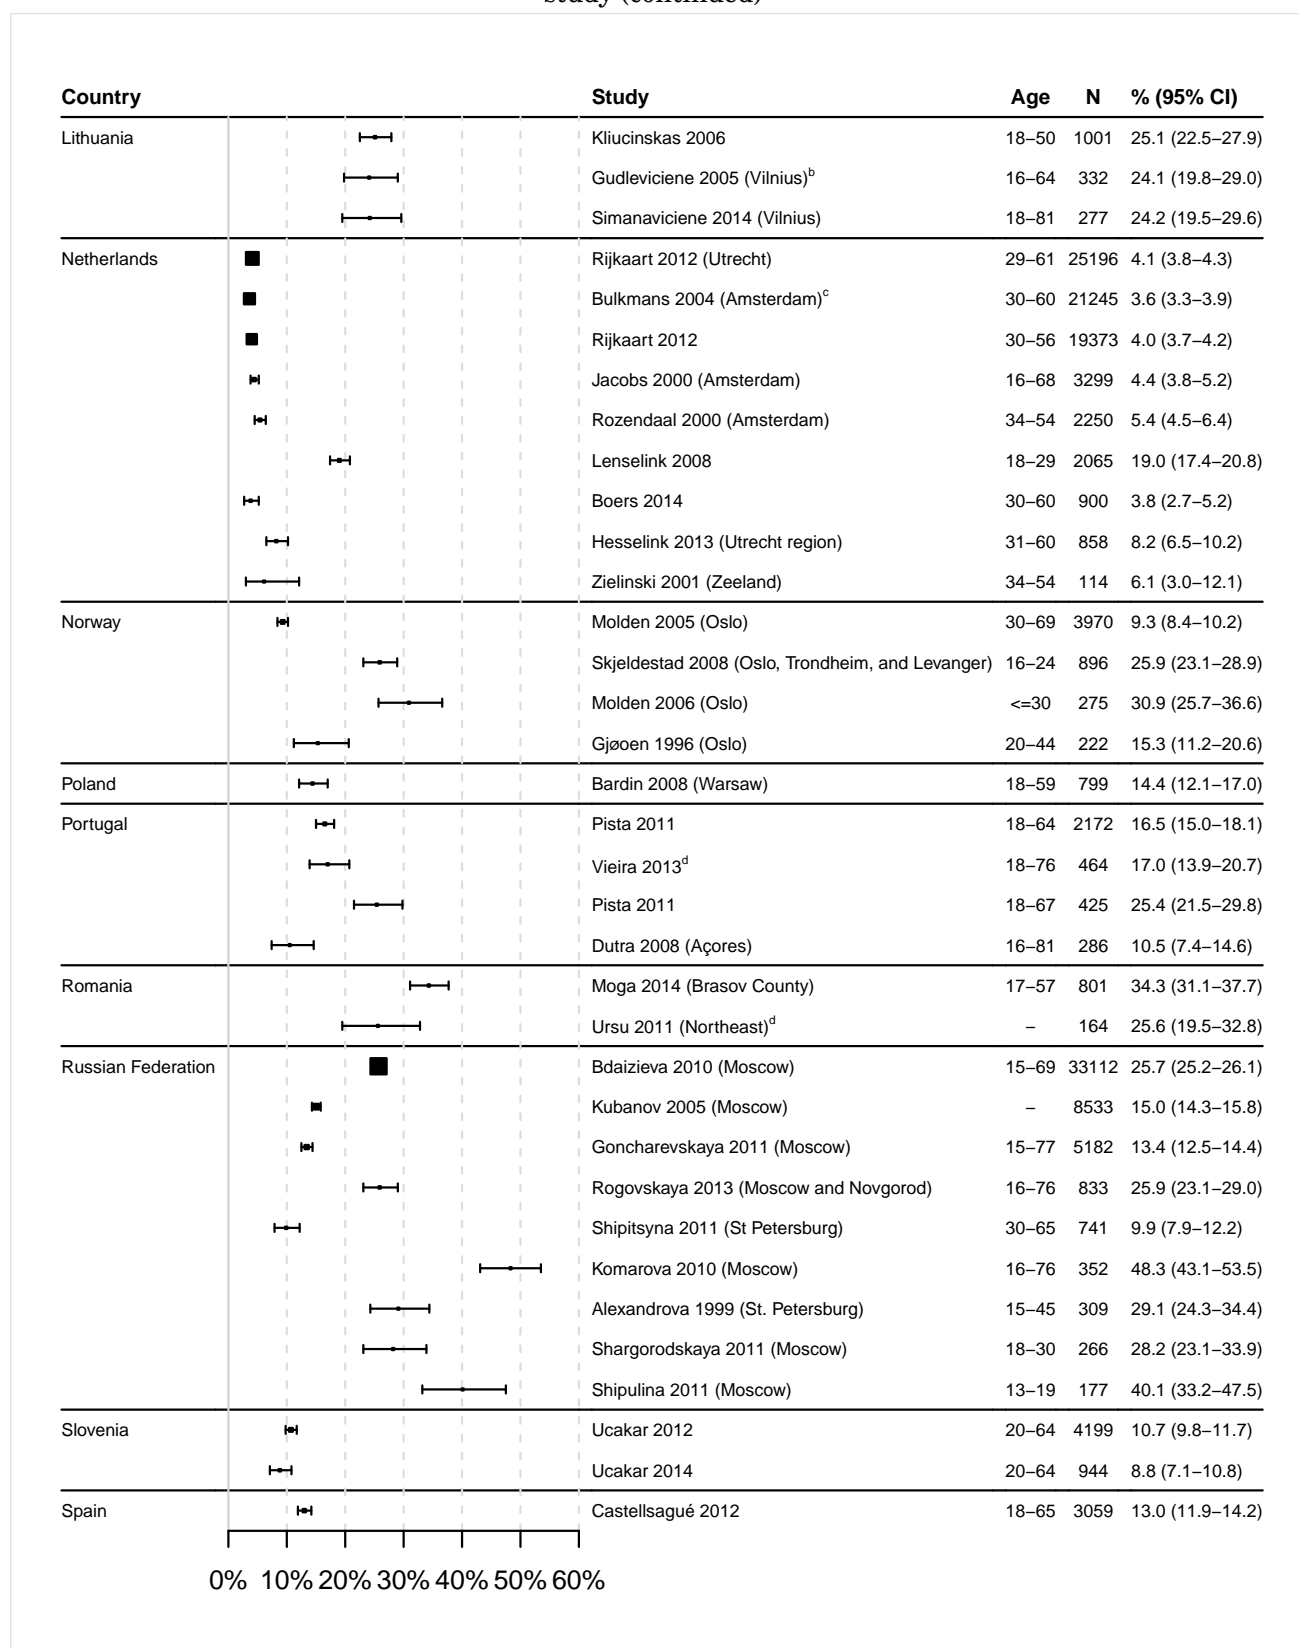 study (continued)
Country Study Age N % (95% CI)
Lithuania Kliucinskas 2006 18–50 1001 25.1 (22.5–27.9)
Gudleviciene 2005 (Vilnius)b 16–64 332 24.1 (19.8–29.0)
Simanaviciene 2014 (Vilnius) 18–81 277 24.2 (19.5–29.6)
Netherlands Rijkaart 2012 (Utrecht) 29–61 25196 4.1 (3.8–4.3)
Bulkmans 2004 (Amsterdam)c 30–60 21245 3.6 (3.3–3.9)
Rijkaart 2012 30–56 19373 4.0 (3.7–4.2)
Jacobs 2000 (Amsterdam) 16–68 3299 4.4 (3.8–5.2)
Rozendaal 2000 (Amsterdam) 34–54 2250 5.4 (4.5–6.4)
Lenselink 2008 18–29 2065 19.0 (17.4–20.8)
Boers 2014 30–60 900 3.8 (2.7–5.2)
Hesselink 2013 (Utrecht region) 31–60 858 8.2 (6.5–10.2)
Zielinski 2001 (Zeeland) 34–54 114 6.1 (3.0–12.1)
Norway Molden 2005 (Oslo) 30–69 3970 9.3 (8.4–10.2)
Skjeldestad 2008 (Oslo, Trondheim, and Levanger) 16–24 896 25.9 (23.1–28.9)
Molden 2006 (Oslo) <=30 275 30.9 (25.7–36.6)
Gjøoen 1996 (Oslo) 20–44 222 15.3 (11.2–20.6)
Poland Bardin 2008 (Warsaw) 18–59 799 14.4 (12.1–17.0)
Portugal Pista 2011 18–64 2172 16.5 (15.0–18.1)
Vieira 2013d 18–76 464 17.0 (13.9–20.7)
Pista 2011 18–67 425 25.4 (21.5–29.8)
Dutra 2008 (Açores) 16–81 286 10.5 (7.4–14.6)
Romania Moga 2014 (Brasov County) 17–57 801 34.3 (31.1–37.7)
Ursu 2011 (Northeast)d – 164 25.6 (19.5–32.8)
Russian Federation Bdaizieva 2010 (Moscow) 15–69 33112 25.7 (25.2–26.1)
Kubanov 2005 (Moscow) – 8533 15.0 (14.3–15.8)
Goncharevskaya 2011 (Moscow) 15–77 5182 13.4 (12.5–14.4)
Rogovskaya 2013 (Moscow and Novgorod) 16–76 833 25.9 (23.1–29.0)
Shipitsyna 2011 (St Petersburg) 30–65 741 9.9 (7.9–12.2)
Komarova 2010 (Moscow) 16–76 352 48.3 (43.1–53.5)
Alexandrova 1999 (St. Petersburg) 15–45 309 29.1 (24.3–34.4)
Shargorodskaya 2011 (Moscow) 18–30 266 28.2 (23.1–33.9)
Shipulina 2011 (Moscow) 13–19 177 40.1 (33.2–47.5)
Slovenia Ucakar 2012 20–64 4199 10.7 (9.8–11.7)
Ucakar 2014 20–64 944 8.8 (7.1–10.8)
Spain Castellsagué 2012 18–65 3059 13.0 (11.9–14.2)
0% 10% 20% 30% 40% 50% 60%